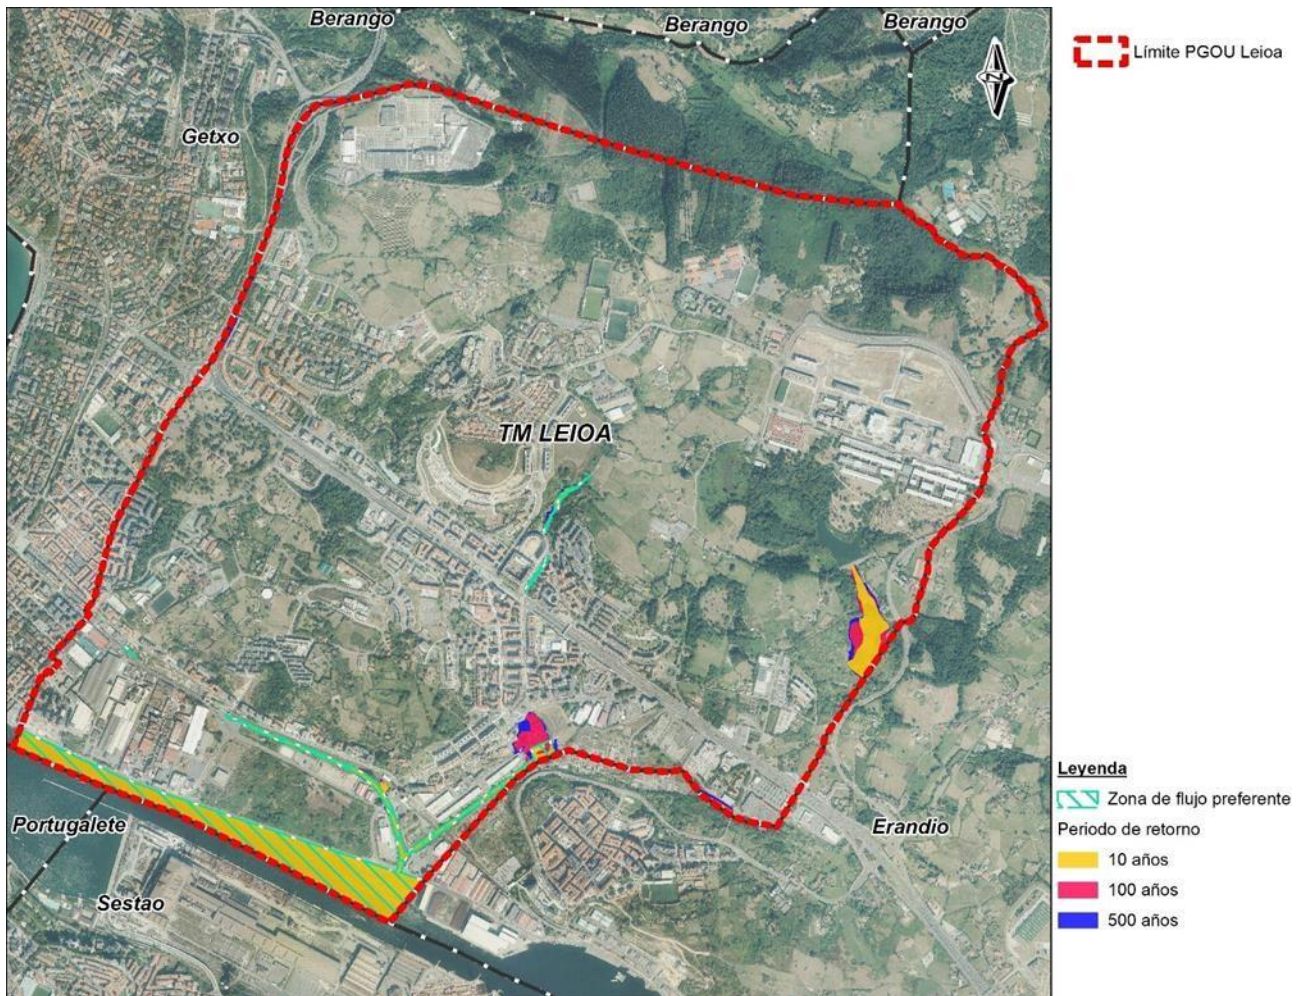 Berango
Berango
Berango
Límite PGOU Leioa
N
Getxo
TM LEIOA
Leyenda
Zona de flujo preferente
Periodo de retorno
10 años
100 años
500 años
Portugalete
Erandio
Sestao